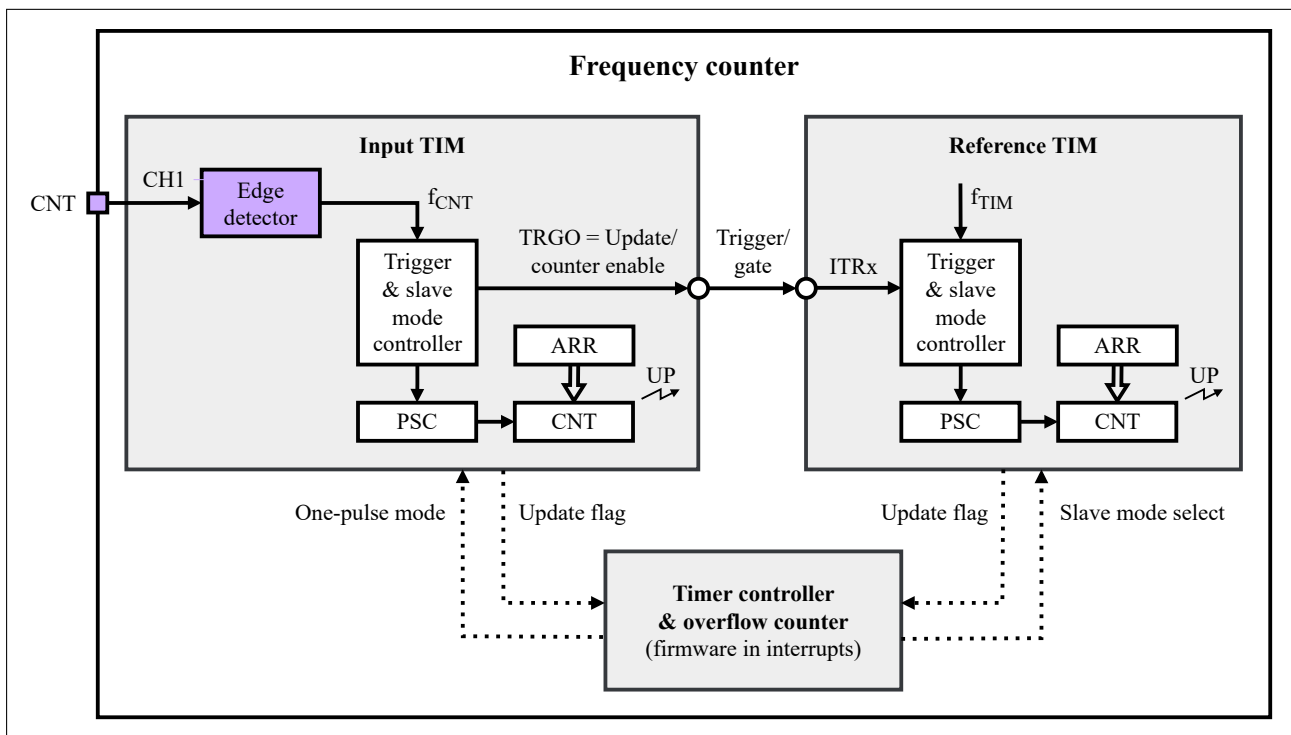 Frequency counter
Input TIM
Reference TIM
CNT
CH1
Edge
detector
f_CNT
Trigger
& slave
mode
controller
TRGO = Update/
counter enable
Trigger/
gate
ITRx
f_TIM
Trigger
& slave
mode
controller
ARR
UP
PSC
CNT
ARR
UP
PSC
CNT
One-pulse mode
Update flag
Update flag
Slave mode select
Timer controller
& overflow counter
(firmware in interrupts)